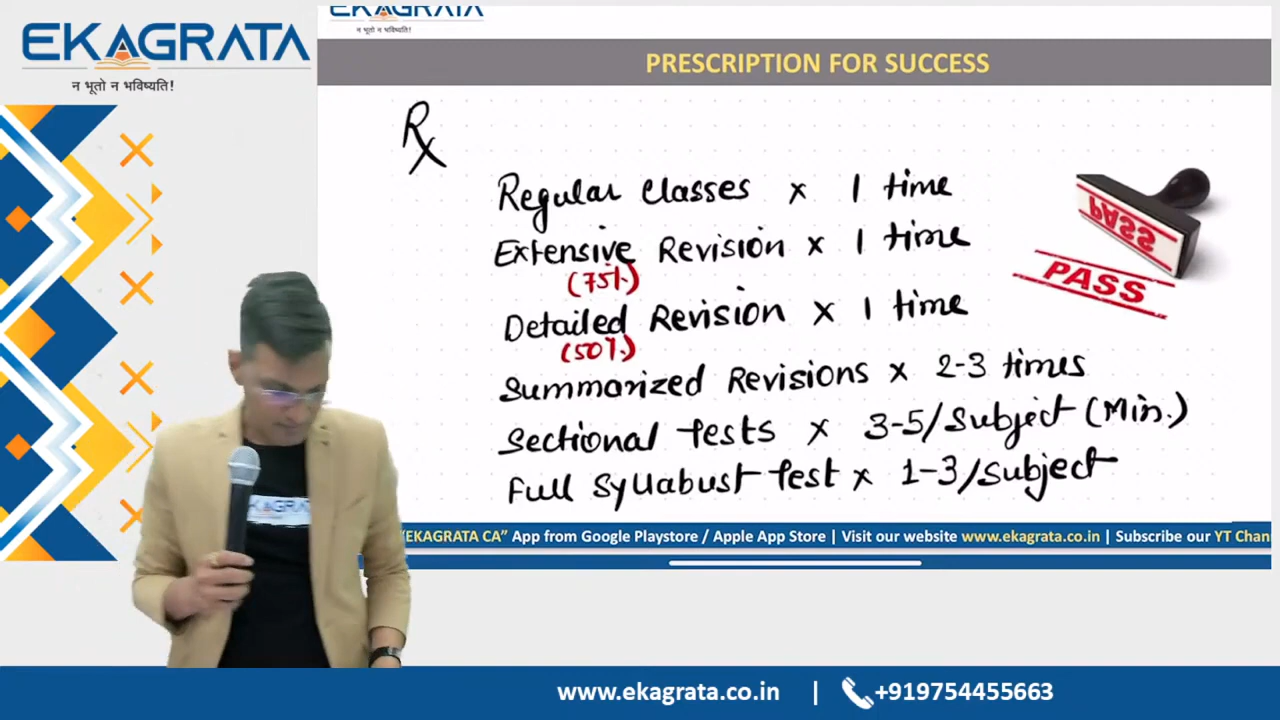 EKAGRATA
न भूतो न भविष्यति!
EKAGRATA
न भूतो न भविष्यति!
PRESCRIPTION FOR SUCCESS
Rx
Regular Classes x 1 time
Extensive Revision x 1 time
(75%)
Detailed Revision x 1 time
(50%)
Summarized Revisions x 2-3 times
Sectional Tests x 3-5/Subject (Min.)
Full Syllabust Test x 1-3/Subject
PASS
PASS
EKAGRATA
"EKAGRATA CA" App from Google Playstore / Apple App Store | Visit our website www.ekagrata.co.in | Subscribe our YT Chan
www.ekagrata.co.in | +919754455663